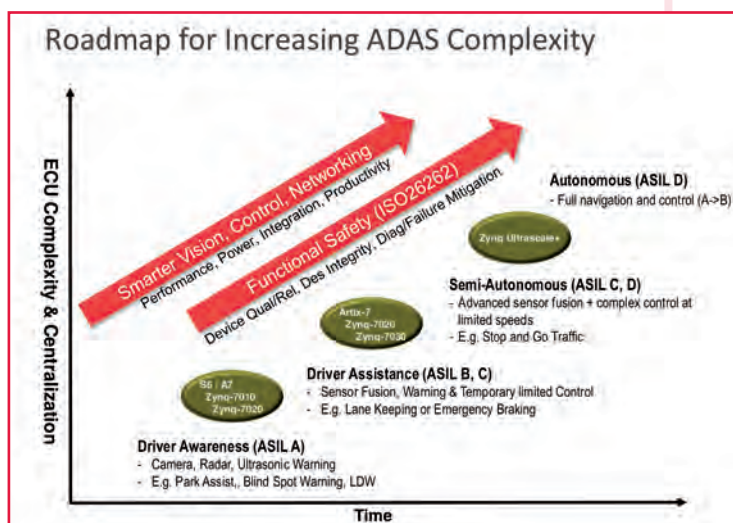 Roadmap for Increasing ADAS Complexity
ECU Complexity & Centralization
Smarter Vision, Control, Networking
Performance, Power, Integration, Productivity
Functional Safety (ISO26262)
Device Qual/Rel, Des Integrity, Diag/Failure Mitigation
Autonomous (ASIL D)
- Full navigation and control (A->B)
Zynq Ultrascale+
Semi-Autonomous (ASIL C, D)
- Advanced sensor fusion + complex control at
limited speeds
- E.g. Stop and Go Traffic
Artix-7
Zynq-7020
Zynq-7030
Driver Assistance (ASIL B, C)
- Sensor Fusion, Warning & Temporary limited Control
- E.g. Lane Keeping or Emergency Braking
S6 / A7
Zynq-7010
Zynq-7020
Driver Awareness (ASIL A)
- Camera, Radar, Ultrasonic Warning
- E.g. Park Assist,, Blind Spot Warning, LDW
Time